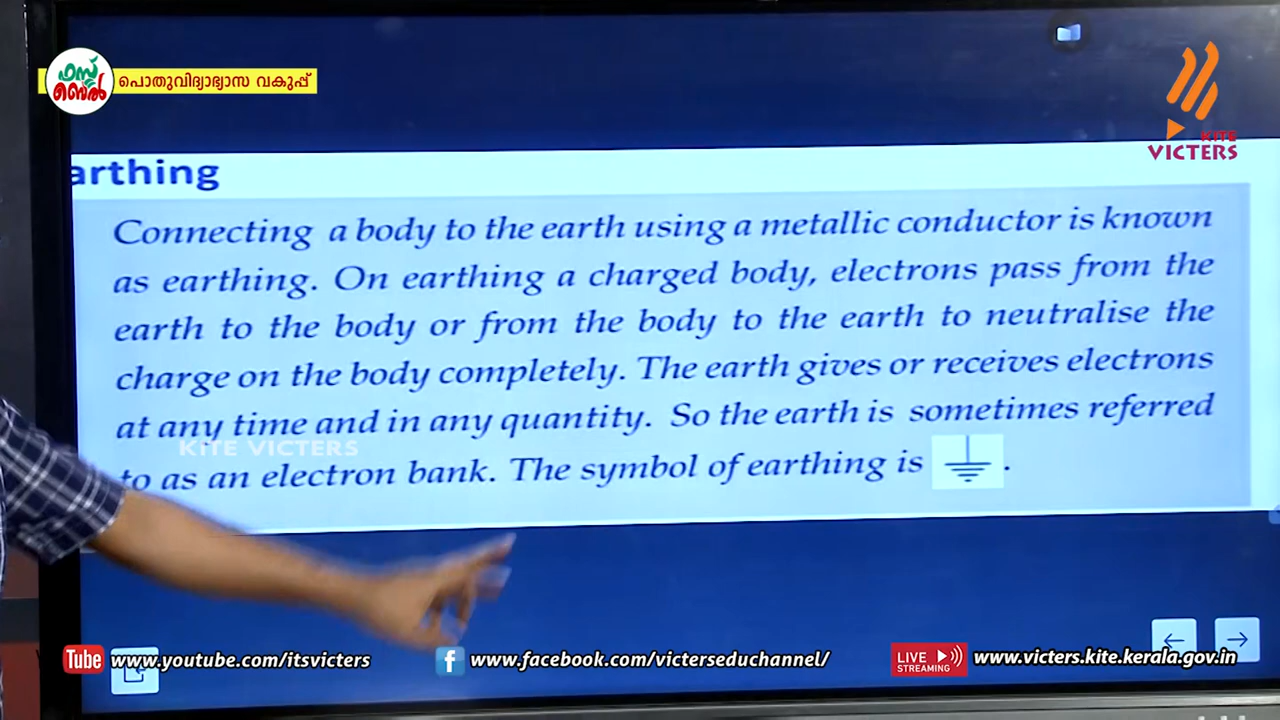 ഫസ്റ്റ് ബെൽ
പൊതുവിദ്യാഭ്യാസ വകുപ്പ്
KITE
VICTERS
arthing
Connecting a body to the earth using a metallic conductor is known
as earthing. On earthing a charged body, electrons pass from the
earth to the body or from the body to the earth to neutralise the
charge on the body completely. The earth gives or receives electrons
at any time and in any quantity. So the earth is sometimes referred
KITE VICTERS
to as an electron bank. The symbol of earthing is .
Tube www.youtube.com/itsvicters
f www.facebook.com/victerseduchannel/
LIVE
STREAMING
www.victers.kite.kerala.gov.in